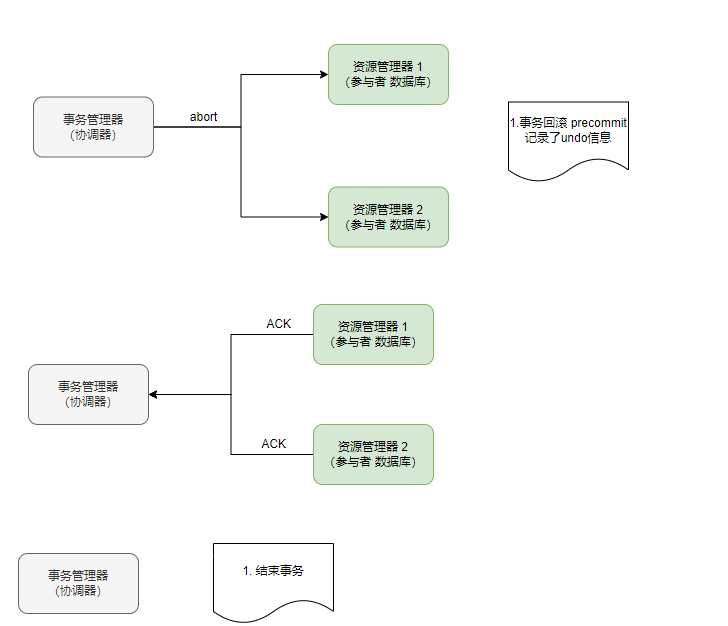 资源管理器 1
（参与者 数据库）
事务管理器
(协调器）
abort
1.事务回滚 precommit
记录了undo信息
资源管理器 2
（参与者 数据库）
ACK
资源管理器 1
（参与者 数据库）
事务管理器
(协调器）
ACK
资源管理器 2
（参与者 数据库）
事务管理器
(协调器）
1. 结束事务